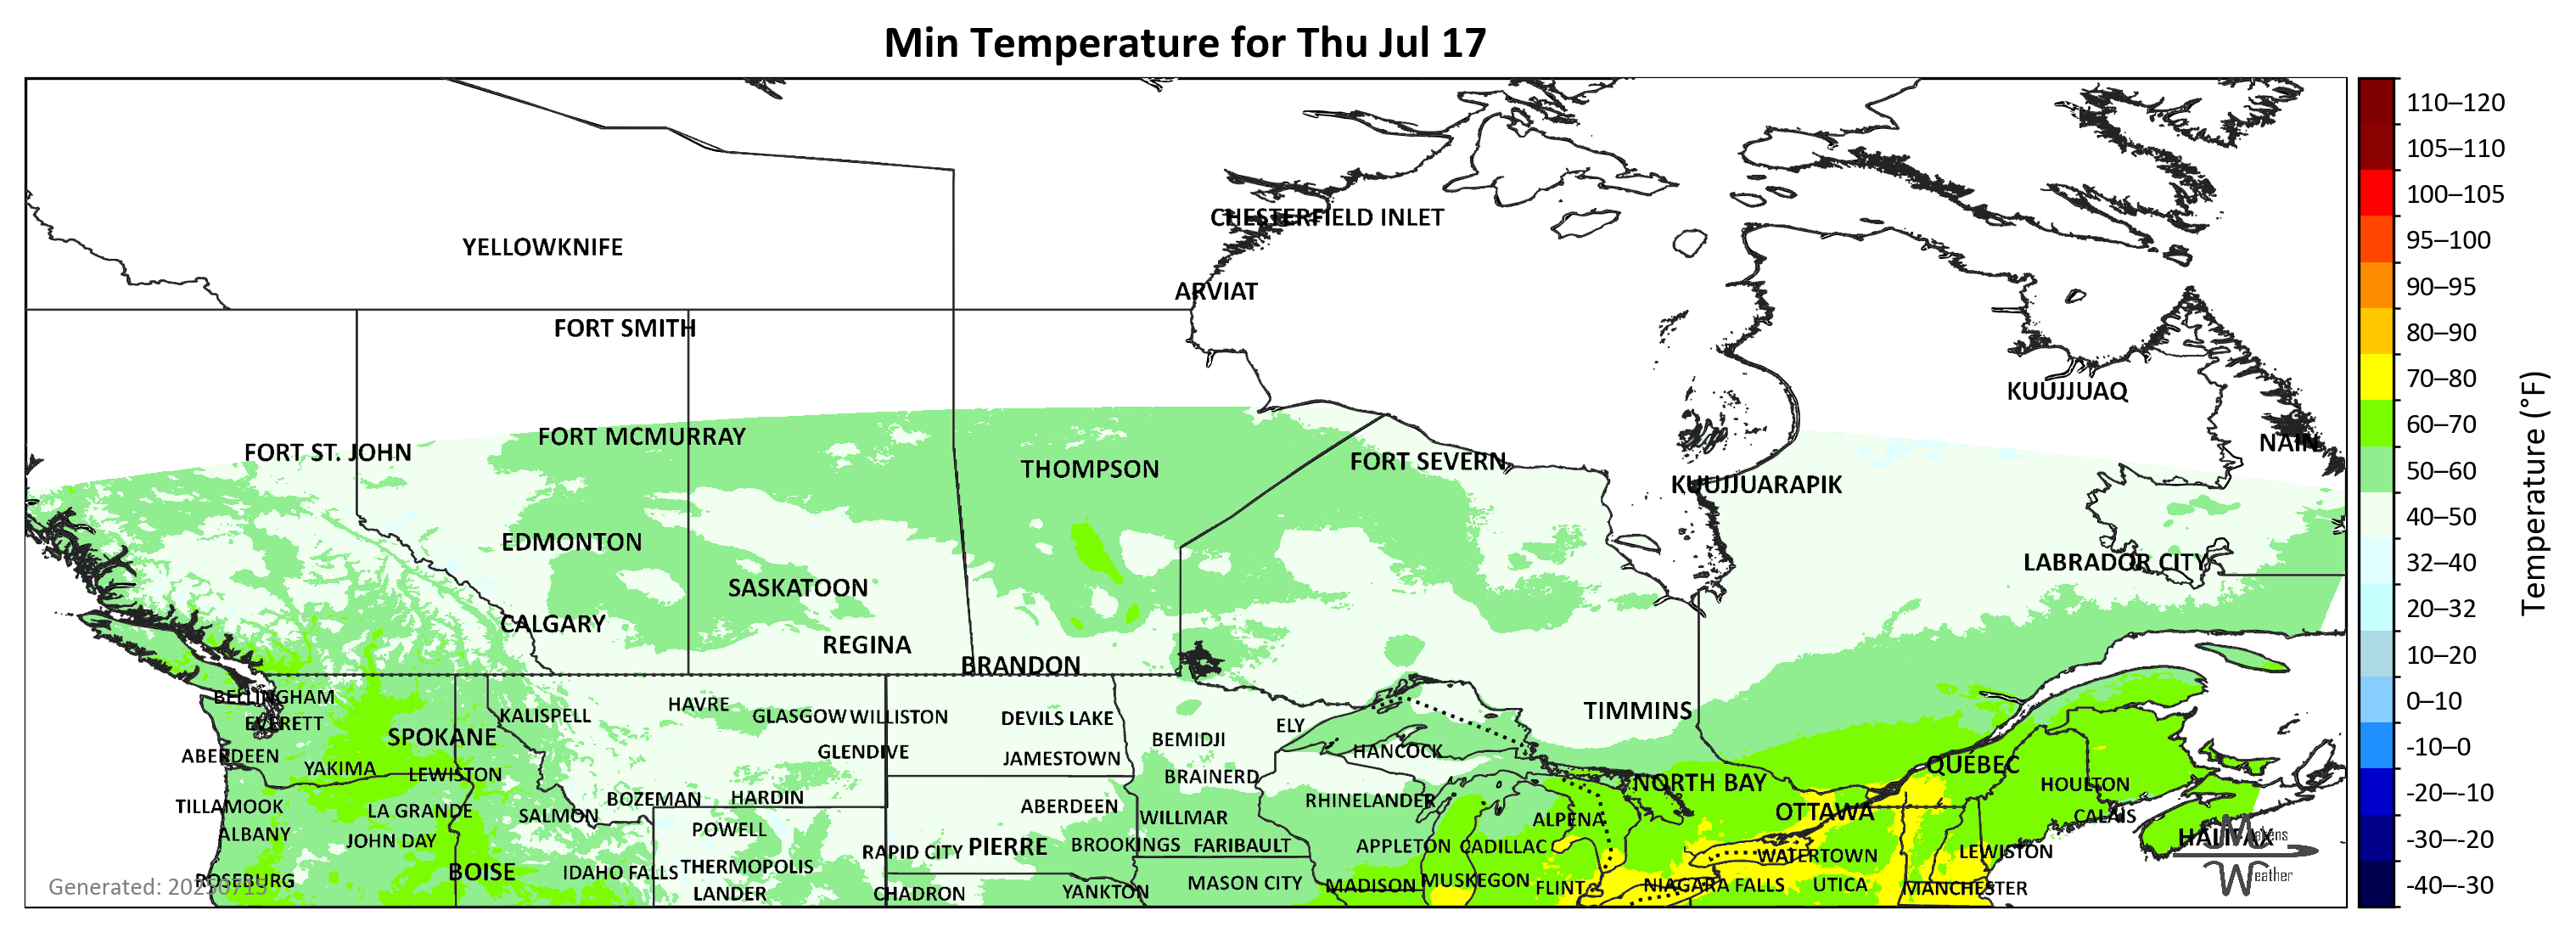 Min Temperature for Thu Jul 17
110–120
105–110
CHESTERFIELD INLET
100–105
YELLOWKNIFE
95–100
ARVIAT
90–95
FORT SMITH
80–90
KUUJJUAQ
70–80
FORT ST. JOHN
FORT MCMURRAY
NAIN
60–70
THOMPSON
FORT SEVERN
50–60
KUUJJUARAPIK
40–50
EDMONTON
LABRADOR CITY
32–40
SASKATOON
20–32
CALGARY
REGINA
10–20
BRANDON
BELLINGHAM
HAVRE
0–10
EVERETT
KALISPELL
GLASGOW
WILLISTON
DEVILS LAKE
ELY
TIMMINS
SPOKANE
BEMIDJI
-10–0
ABERDEEN
GLENDIVE
JAMESTOWN
HANCOCK
YAKIMA
LEWISTON
BRAINERD
QUEBEC
NORTH BAY
HOULTON
-20–-10
TILLAMOOK
LA GRANDE
SALMON
BOZEMAN
HARDIN
ABERDEEN
WILLMAR
RHINELANDER
ALPENA
OTTAWA
CALAIS
ALBANY
JOHN DAY
POWELL
RAPID CITY
PIERRE
BROOKINGS
FARIBAULT
APPLETON
CADILLAC
WATERTOWN
LEWISTON
HALIFAX
Makens
Weather
-30–-20
ROSEBURG
BOISE
IDAHO FALLS
THERMOPOLIS
LANDER
CHADRON
YANKTON
MASON CITY
MADISON
MUSKEGON
FLINT
NIAGARA FALLS
UTICA
MANCHESTER
-40–-30
Generated: 20250715
Temperature (°F)